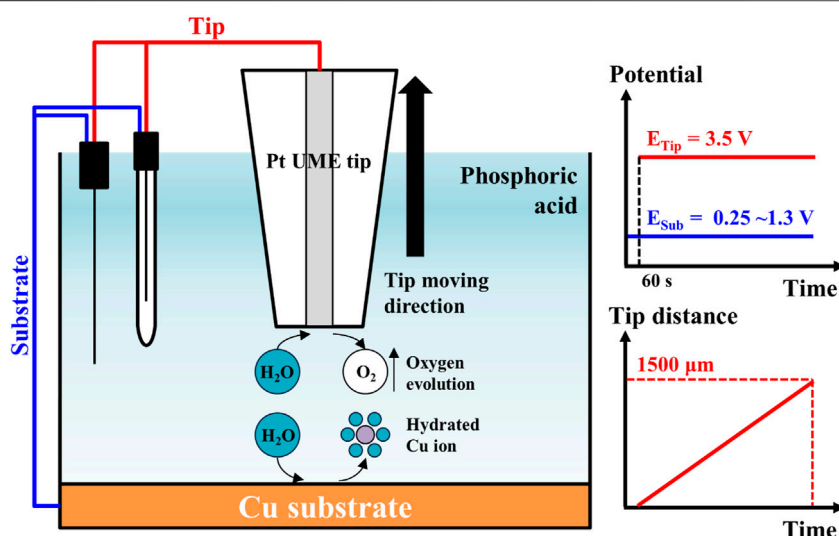 Tip
Substrate
Pt UME tip
Phosphoric
acid
Tip moving
direction
H2O
O2
Oxygen
evolution
H2O
Hydrated
Cu ion
Cu substrate
Potential
ETip = 3.5 V
ESub = 0.25 ~1.3 V
60 s
Time
Tip distance
1500 μm
Time